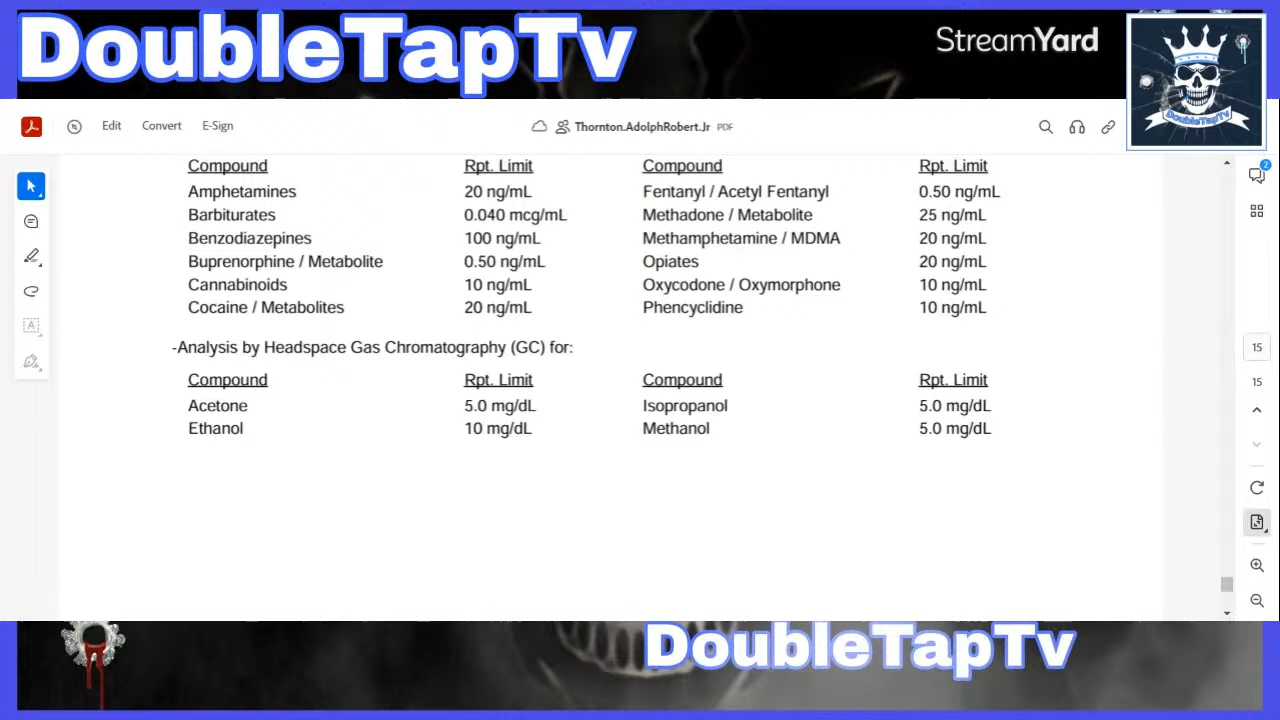 DoubleTapTv
StreamYard
DoubleTapTv
Edit Convert E-Sign
Thornton.AdolphRobert.Jr PDF
2
Compound Rpt. Limit Compound Rpt. Limit
Amphetamines 20 ng/mL Fentanyl / Acetyl Fentanyl 0.50 ng/mL
Barbiturates 0.040 mcg/mL Methadone / Metabolite 25 ng/mL
Benzodiazepines 100 ng/mL Methamphetamine / MDMA 20 ng/mL
Buprenorphine / Metabolite 0.50 ng/mL Opiates 20 ng/mL
Cannabinoids 10 ng/mL Oxycodone / Oxymorphone 10 ng/mL
Cocaine / Metabolites 20 ng/mL Phencyclidine 10 ng/mL
-Analysis by Headspace Gas Chromatography (GC) for:
15
Compound Rpt. Limit Compound Rpt. Limit
15
Acetone 5.0 mg/dL Isopropanol 5.0 mg/dL
Ethanol 10 mg/dL Methanol 5.0 mg/dL
DoubleTapTv